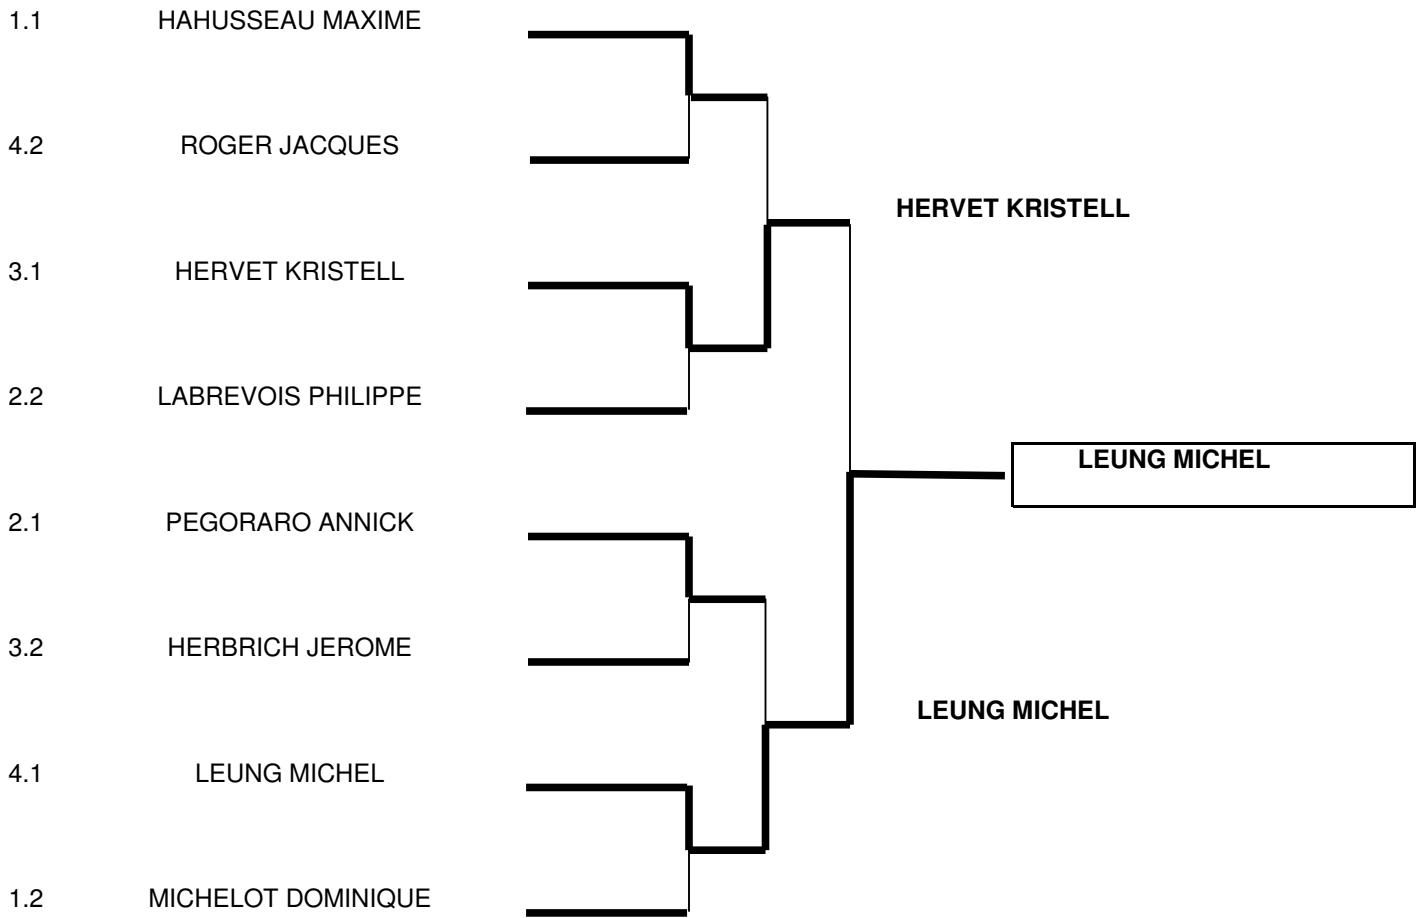 1.1 HAHUSSEAU MAXIME
4.2 ROGER JACQUES
HERVET KRISTELL
3.1 HERVET KRISTELL
2.2 LABREVOIS PHILIPPE
LEUNG MICHEL
2.1 PEGORARO ANNICK
3.2 HERBRICH JEROME
LEUNG MICHEL
4.1 LEUNG MICHEL
1.2 MICHELOT DOMINIQUE